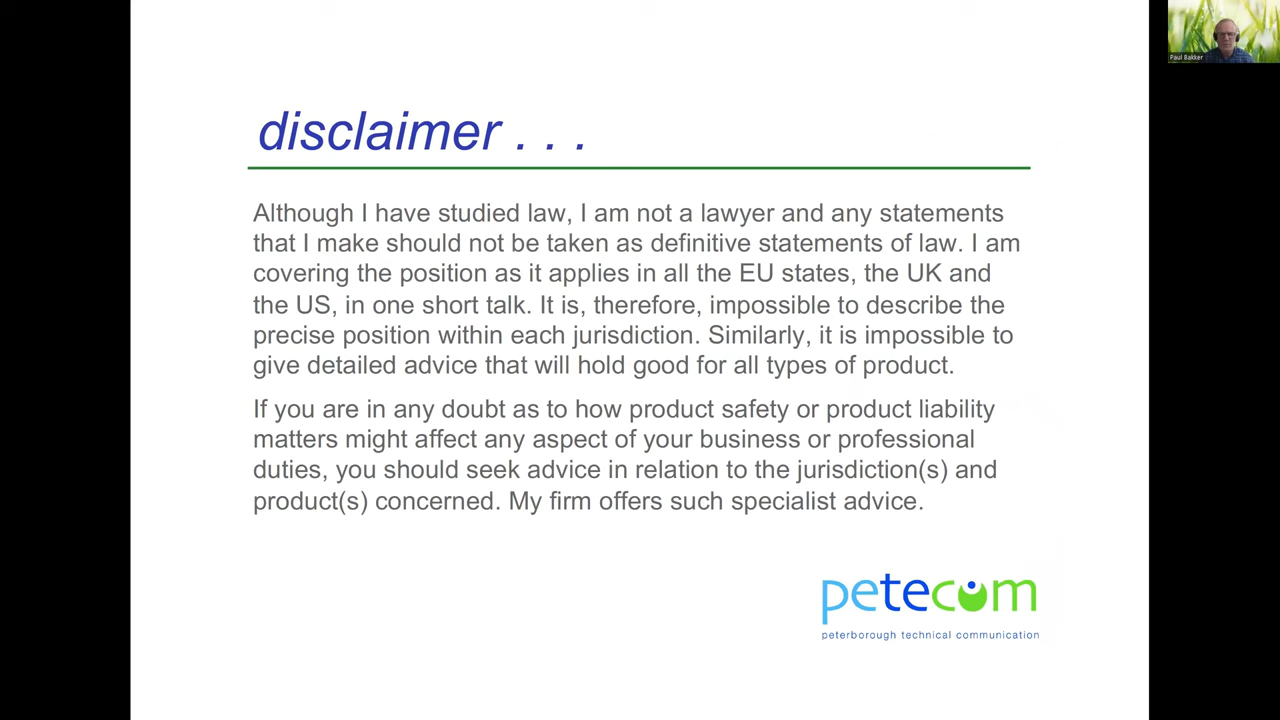 Paul Bakker
disclaimer . . .
Although I have studied law, I am not a lawyer and any statements
that I make should not be taken as definitive statements of law. I am
covering the position as it applies in all the EU states, the UK and
the US, in one short talk. It is, therefore, impossible to describe the
precise position within each jurisdiction. Similarly, it is impossible to
give detailed advice that will hold good for all types of product.
If you are in any doubt as to how product safety or product liability
matters might affect any aspect of your business or professional
duties, you should seek advice in relation to the jurisdiction(s) and
product(s) concerned. My firm offers such specialist advice.
petecom
peterborough technical communication